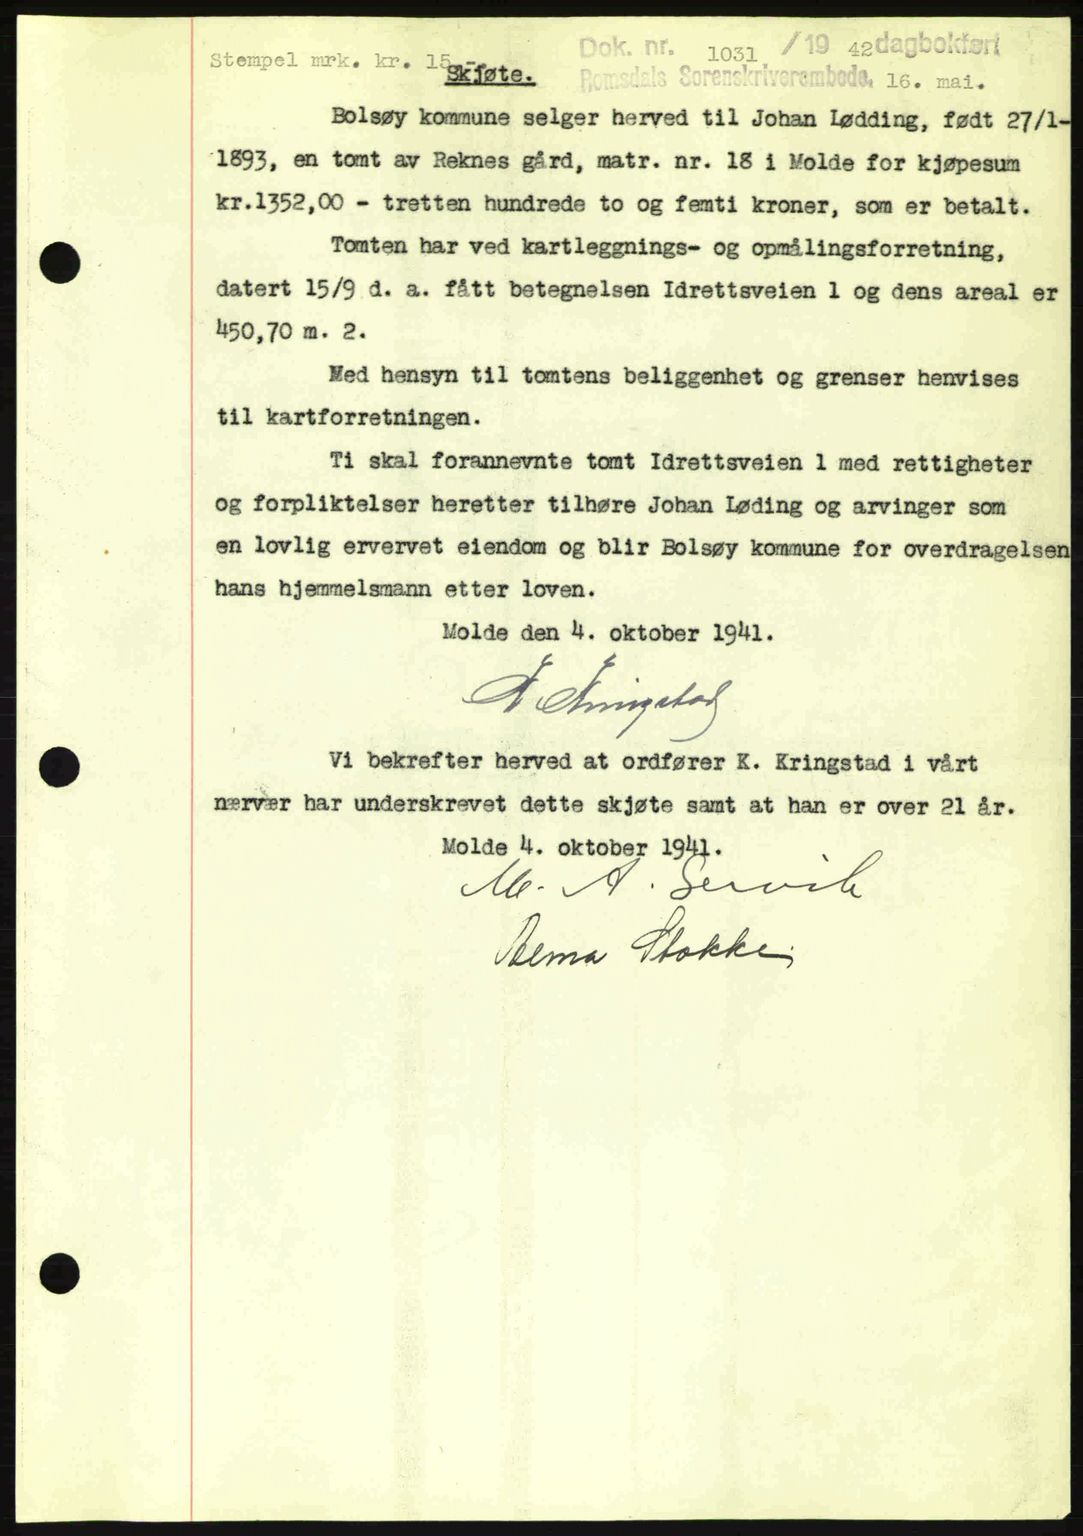 Stempel mrk. kr. 15.-
Dok. nr. 1031 /19 42 dagbokført
Romsdals Sorenskriverembede. 16. mai.
Skjøte.
Bolsøy kommune selger herved til Johan Lødding, født 27/1-
1893, en tomt av Reknes gård, matr. nr. 18 i Molde for kjøpesum
kr.1352,00 - tretten hundrede to og femti kroner, som er betalt.
Tomten har ved kartleggnings- og opmålingsforretning,
datert 15/9 d. a. fått betegnelsen Idrettsveien 1 og dens areal er
450,70 m. 2.
Med hensyn til tomtens beliggenhet og grenser henvises
til kartforretningen.
Ti skal forannevnte tomt Idrettsveien 1 med rettigheter
og forpliktelser heretter tilhøre Johan Løding og arvinger som
en lovlig ervervet eiendom og blir Bolsøy kommune for overdragelsen
hans hjemmelsmann etter loven.
Molde den 4. oktober 1941.
K. Kringstad
Vi bekrefter herved at ordfører K. Kringstad i vårt
nærvær har underskrevet dette skjøte samt at han er over 21 år.
Molde 4. oktober 1941.
M. A. Servik
Stokke.